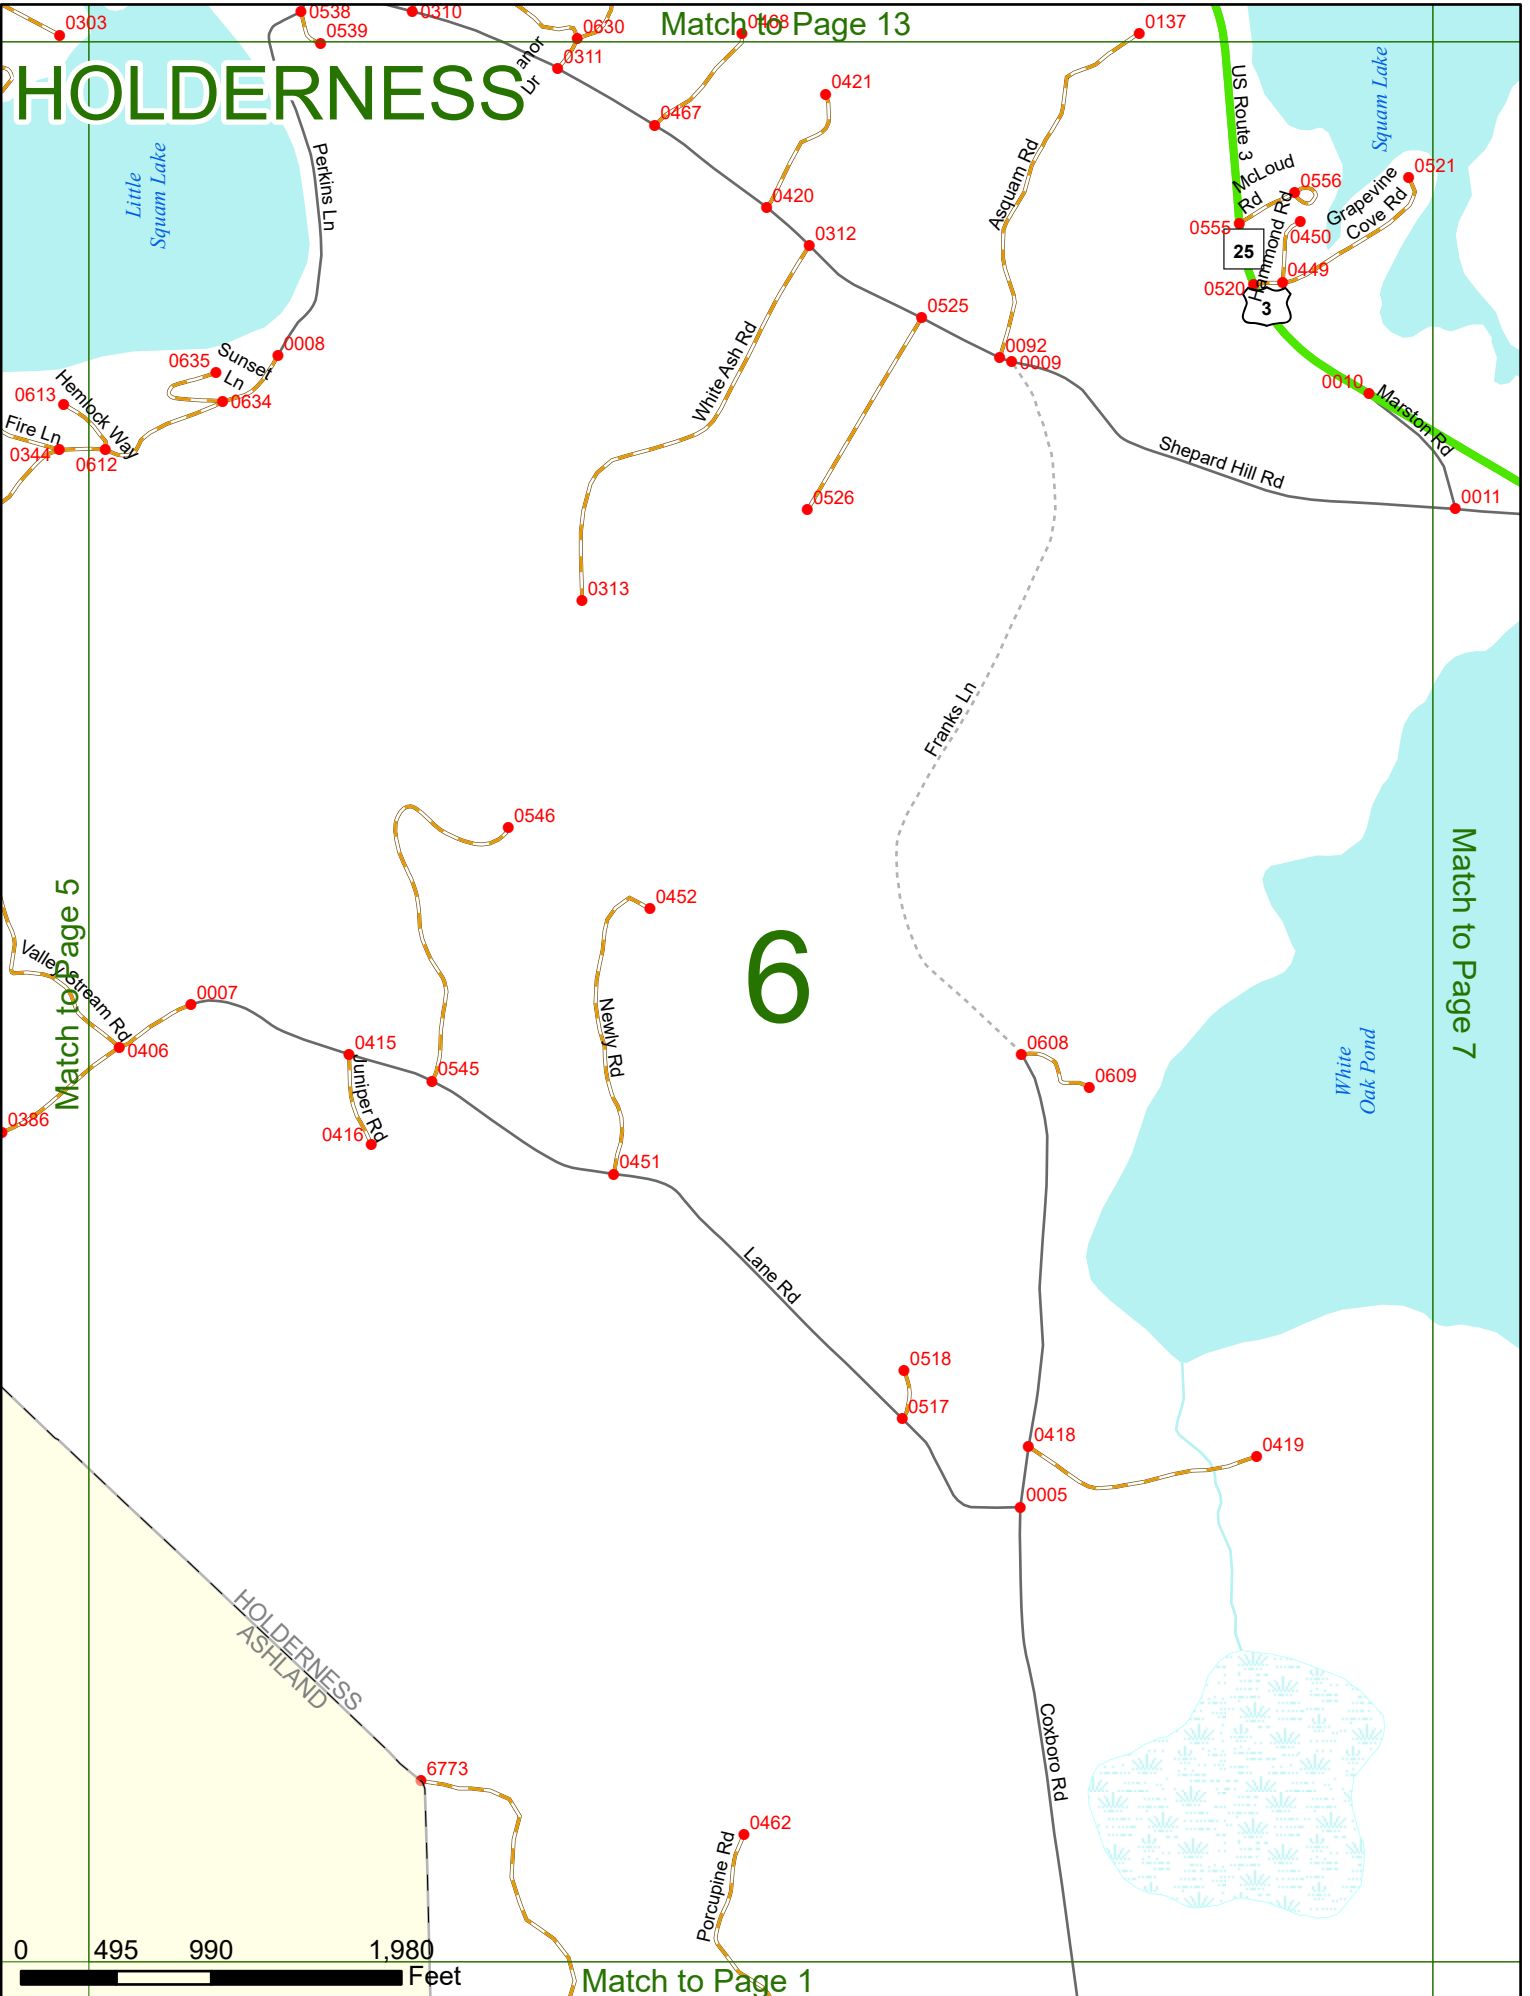 0303
0538
0310
0630
Match to Page 13
0468
0137
0539
0311
anor
Dr
HOLDERNESS
US Route 3
Squam Lake
0421
0467
Little
Squam Lake
Perkins Ln
Asquam Rd
McLoud
Rd
0556
Grapevine
Cove Rd
0521
0420
0555
Hammond Rd
0450
0312
25
0449
0520
3
0525
0008
0635
Sunset
Ln
White Ash Rd
0092
0009
0010
Marston Rd
0613
Hemlock Way
0634
Fire Ln
0344
0612
Shepard Hill Rd
0526
0011
0313
Franks Ln
0546
0452
Match to Page 5
6
Match to Page 7
Valley Stream Rd
0007
Newly Rd
0406
0415
0545
Juniper Rd
0608
0609
White
Oak Pond
0386
0416
0451
Lane Rd
0518
0517
0418
0419
0005
HOLDERNESS
ASHLAND
Coxboro Rd
6773
0462
Porcupine Rd
0 495 990 1,980
Feet
Match to Page 1